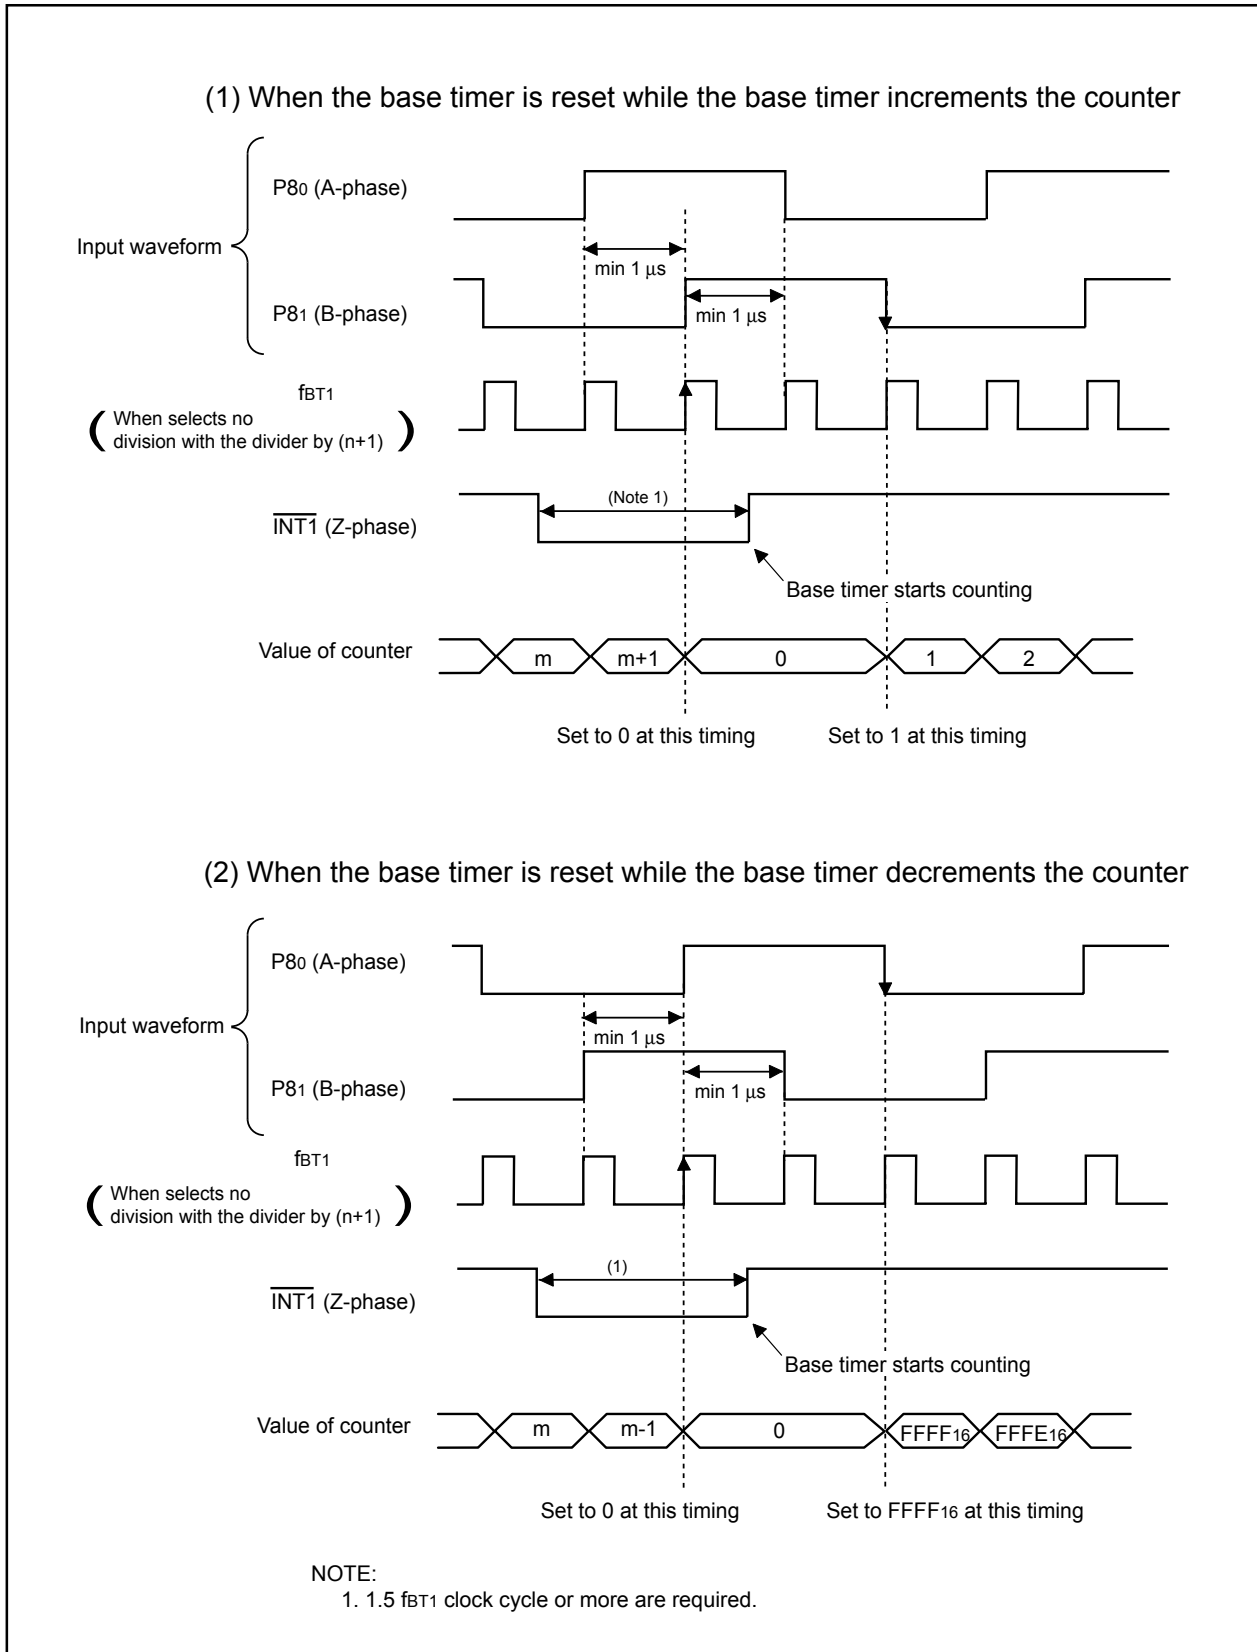 (1) When the base timer is reset while the base timer increments the counter
P80 (A-phase)
Input waveform
min 1 μs
P81 (B-phase)
min 1 μs
fBT1
(When selects no
division with the divider by (n+1))
(Note 1)
INT1 (Z-phase)
Base timer starts counting
Value of counter
m
m+1
0
1
2
Set to 0 at this timing
Set to 1 at this timing
(2) When the base timer is reset while the base timer decrements the counter
P80 (A-phase)
Input waveform
min 1 μs
P81 (B-phase)
min 1 μs
fBT1
(When selects no
division with the divider by (n+1))
(1)
INT1 (Z-phase)
Base timer starts counting
Value of counter
m
m-1
0
FFFF16
FFFE16
Set to 0 at this timing
Set to FFFF16 at this timing
NOTE:
1. 1.5 fBT1 clock cycle or more are required.